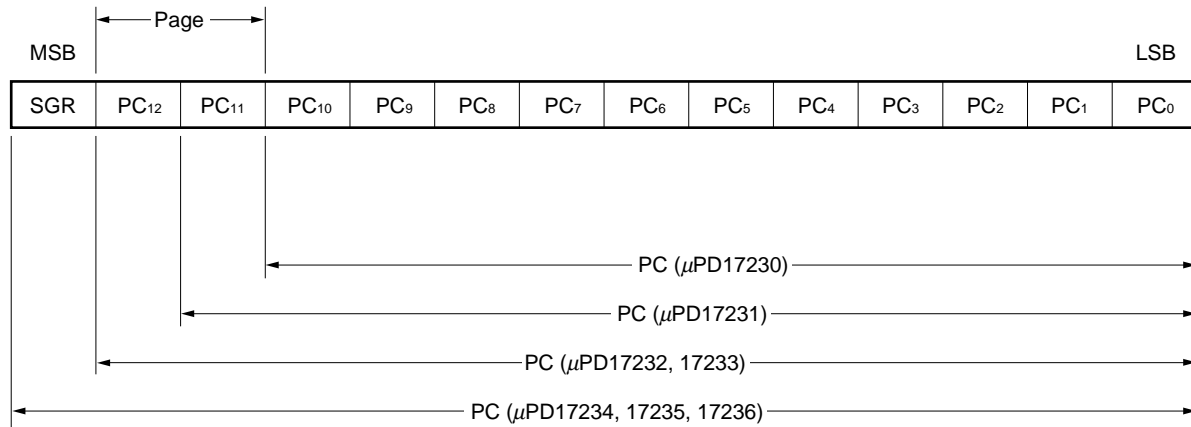 Page
MSB LSB
SGR PC12 PC11 PC10 PC9 PC8 PC7 PC6 PC5 PC4 PC3 PC2 PC1 PC0
PC (μPD17230)
PC (μPD17231)
PC (μPD17232, 17233)
PC (μPD17234, 17235, 17236)